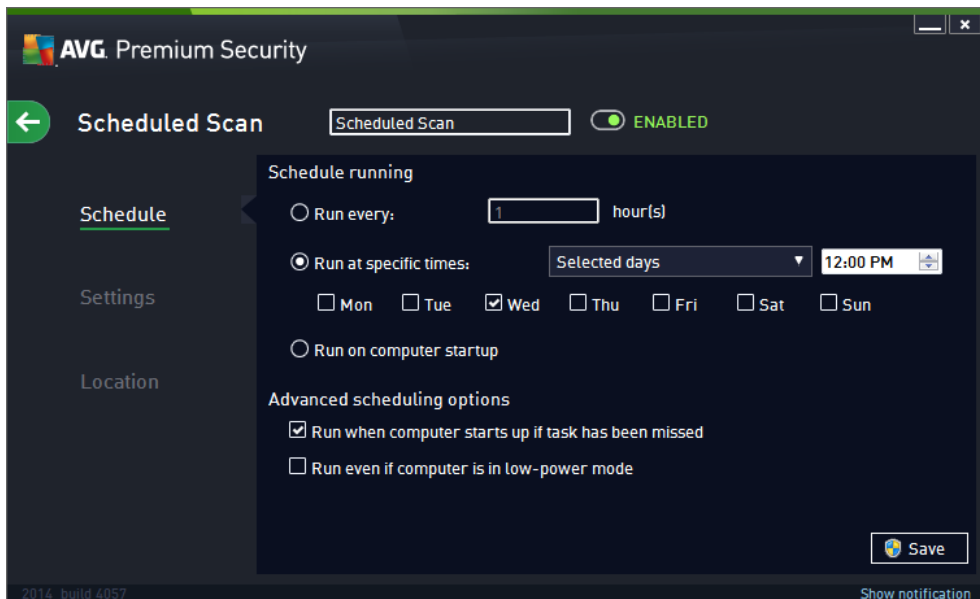 AVG. Premium Security
Scheduled Scan
Scheduled Scan
ENABLED
Schedule
Settings
Location
Schedule running
Run every:
1
hour(s)
Run at specific times:
Selected days
12:00 PM
Mon
Tue
Wed
Thu
Fri
Sat
Sun
Run on computer startup
Advanced scheduling options
Run when computer starts up if task has been missed
Run even if computer is in low-power mode
Save
2014 build 4057
Show notification